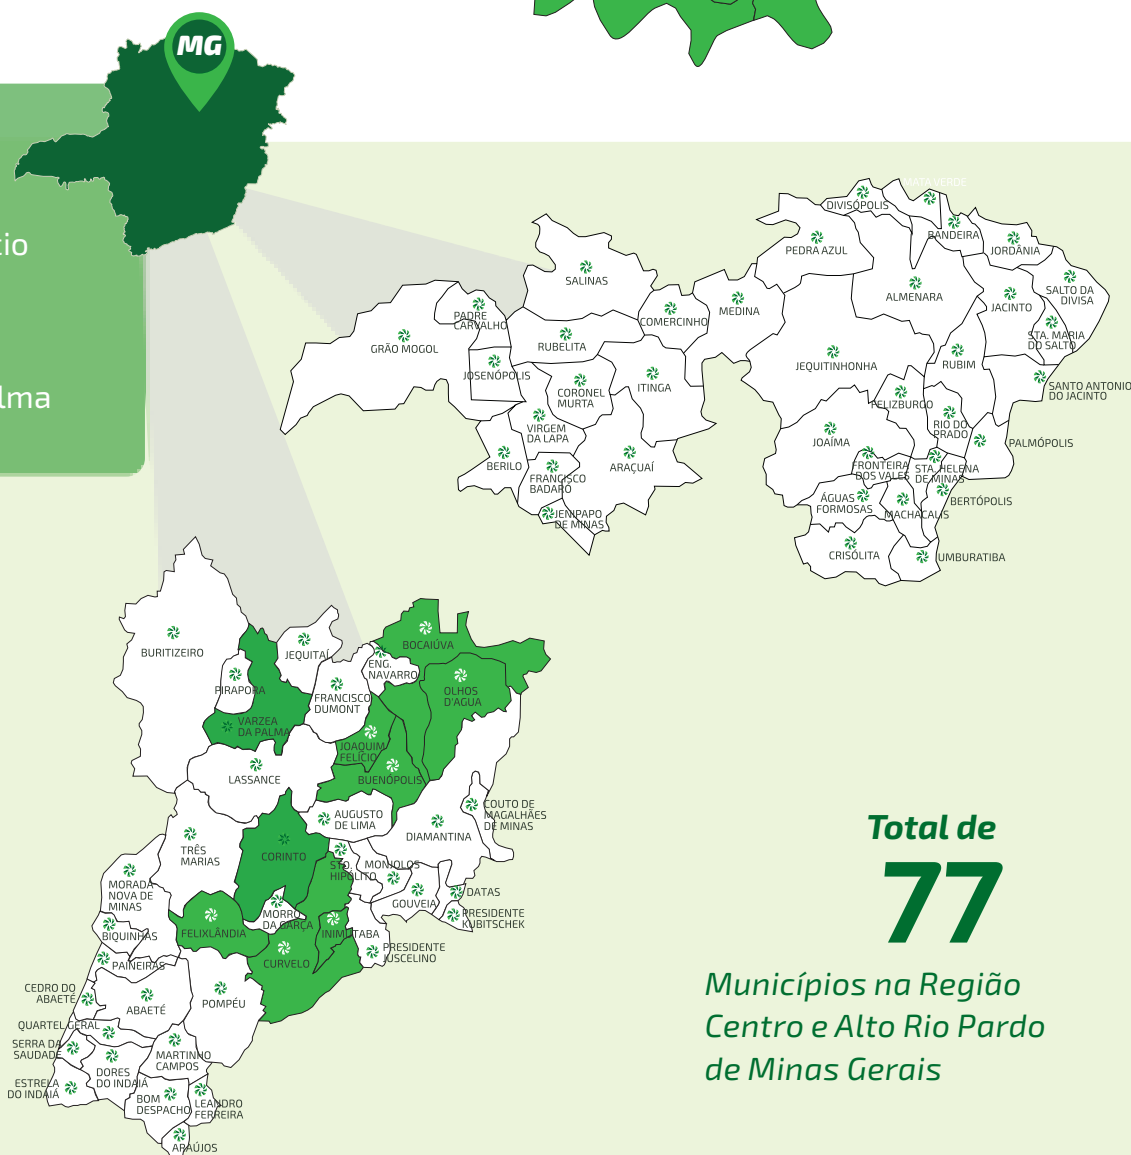 MG
cio
lma
MATA VERDE
DIVISÓPOLIS
BANDEIRA
PEDRA AZUL
JORDÂNIA
SALINAS
ALMENARA
SALTO DA
DIVISA
JACINTO
PADRE
CARVALHO
COMERCINHO
MEDINA
GRÃO MOGOL
RUBELITA
STA. MARIA
DO SALTO
JEQUITINHONHA
RUBIM
JOSENÓPOLIS
CORONEL
MURTA
ITINGA
SANTO ANTONIO
DO JACINTO
FELIZBURGO
VIRGEM
DA LAPA
RIO DO
PRADO
JOAÍMA
PALMÓPOLIS
BERILO
ARAÇUAÍ
FRONTEIRA
DOS VALES
STA. HELENA
DE MINAS
FRANCISCO
BADARÓ
ÁGUAS
FORMOSAS
BERTÓPOLIS
MACHACALIS
JENIPAPO
DE MINAS
CRISÓLITA
UMBURATIBA
BURITIZEIRO
JEQUITAÍ
BOCAIÚVA
ENG.
NAVARRO
PIRAPORA
FRANCISCO
DUMONT
OLHOS
D'AGUA
VARZEA
DA PALMA
JOAQUIM
FELÍCIO
LASSANCE
BUENÓPOLIS
COUTO DE
MAGALHÃES
DE MINAS
AUGUSTO
DE LIMA
DIAMANTINA
TRÊS
MARIAS
CORINTO
STO.
HIPÓLITO
MONJOLOS
MORADA
NOVA DE
MINAS
DATAS
GOUVEIA
MORRO
DA GARÇA
PRESIDENTE
KUBITSCHEK
BIQUINHAS
FELIXLÂNDIA
INIMUTABA
PRESIDENTE
JUSCELINO
PAINEIRAS
CURVELO
CEDRO DO
ABAETÉ
ABAETÉ
POMPÉU
QUARTEL GERAL
SERRA DA
SAUDADE
MARTINHO
CAMPOS
DORES
DO INDAIÁ
ESTRELA
DO INDAIÁ
BOM
DESPACHO
LEANDRO
FERREIRA
ARAÚJOS
Total de
77
Municípios na Região
Centro e Alto Rio Pardo
de Minas Gerais